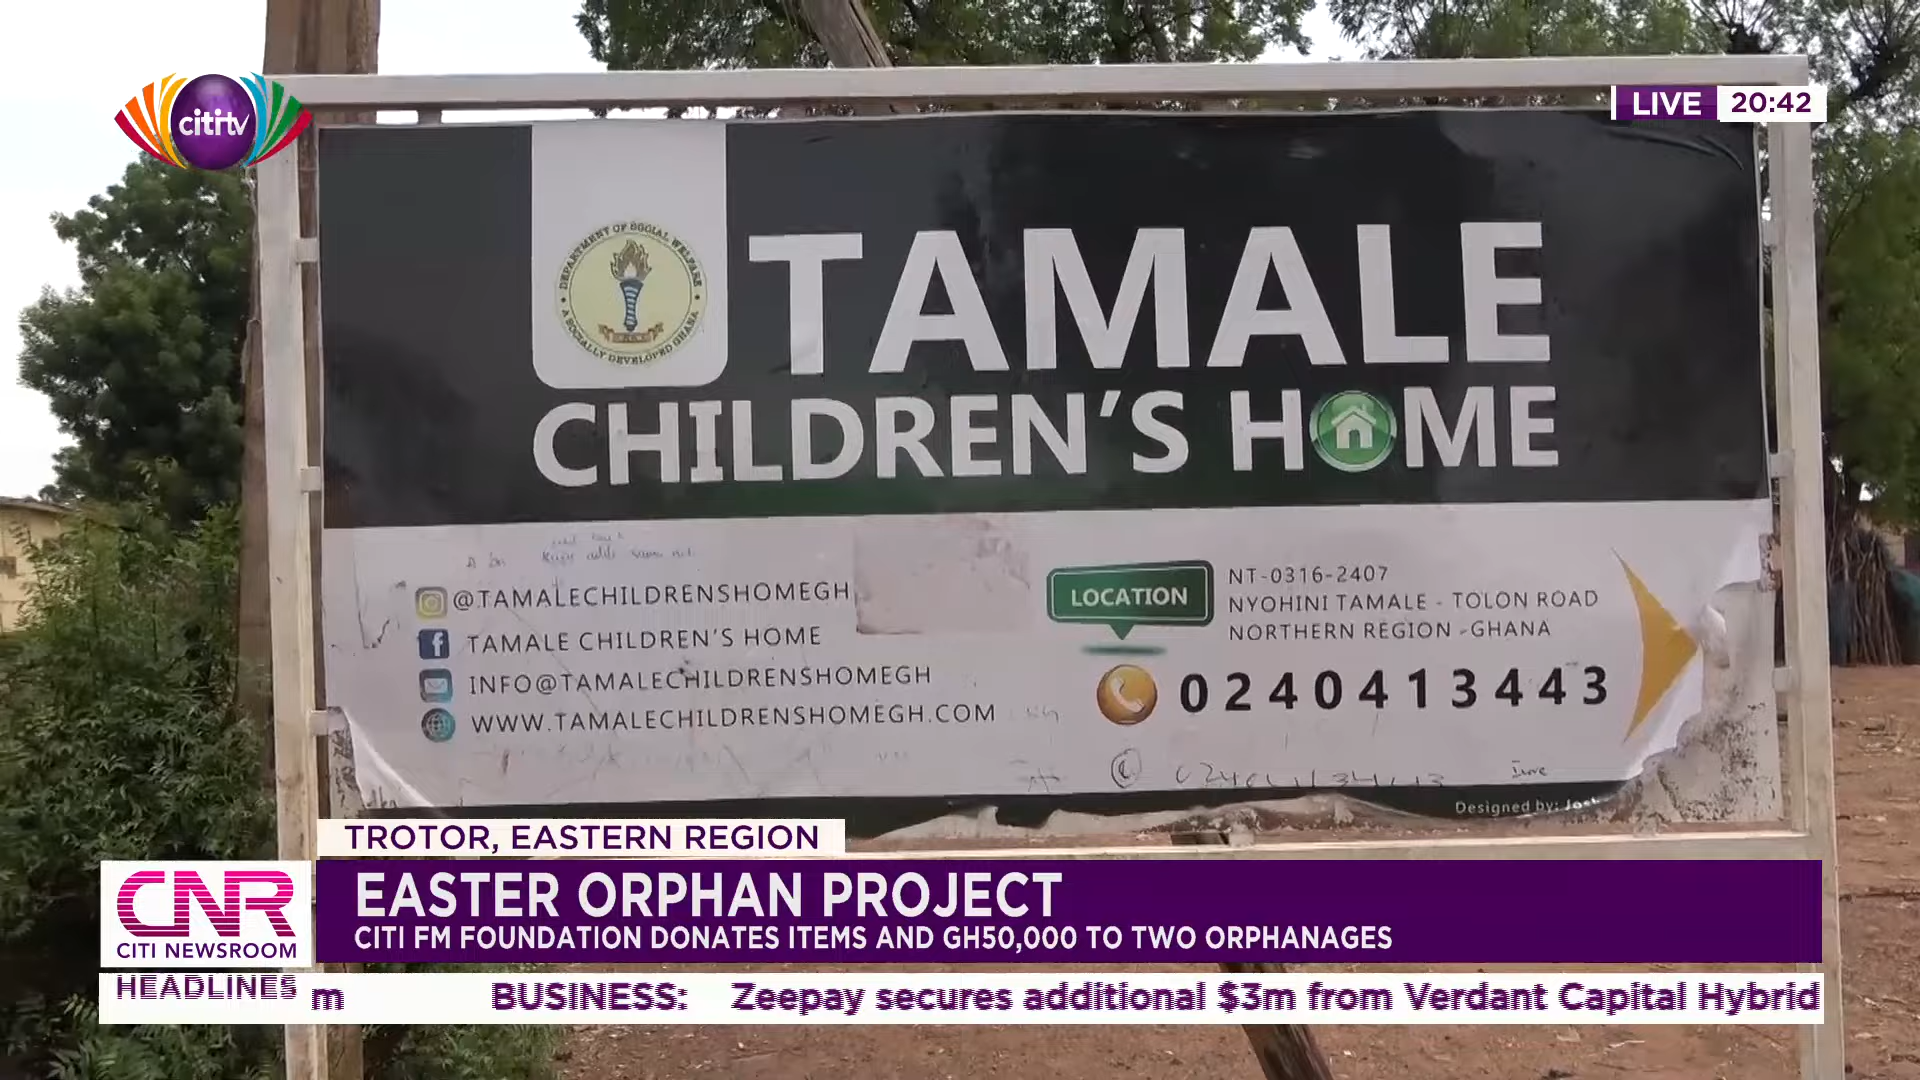 citi tv
LIVE 20:42
DEPARTMENT OF SOCIAL WELFARE
A SOCIALLY DEVELOPED GHANA
TAMALE
CHILDREN'S HOME
@TAMALECHILDRENSHOMEGH
TAMALE CHILDREN'S HOME
INFO@TAMALECHILDRENSHOMEGH
WWW.TAMALECHILDRENSHOMEGH.COM
LOCATION
NT-0316-2407
NYOHINI TAMALE - TOLON ROAD
NORTHERN REGION -GHANA
0240413443
Designed by:
TROTOR, EASTERN REGION
CNR
CITI NEWSROOM
EASTER ORPHAN PROJECT
CITI FM FOUNDATION DONATES ITEMS AND GH50,000 TO TWO ORPHANAGES
HEADLINES m BUSINESS: Zeepay secures additional $3m from Verdant Capital Hybrid